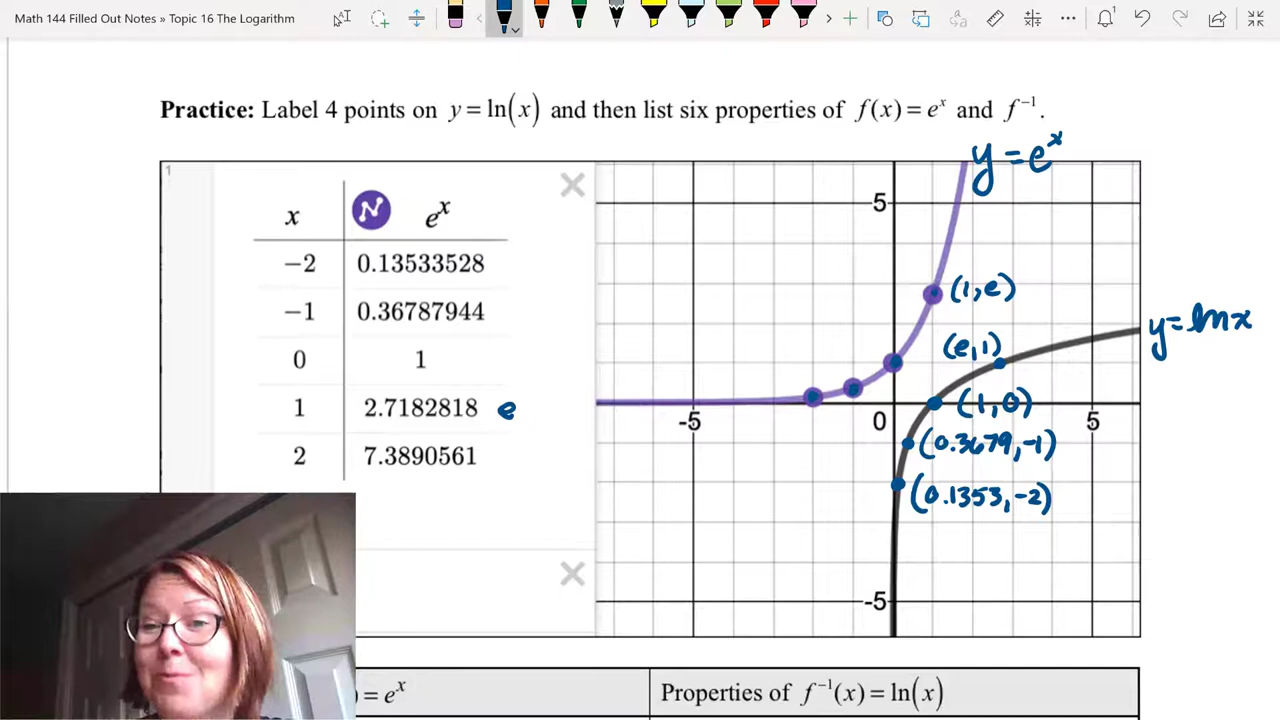 Math 144 Filled Out Notes » Topic 16 The Logarithm
Practice: Label 4 points on y = ln(x) and then list six properties of f(x) = e^x and f^{-1}.
1
x e^x
−2 0.13533528
−1 0.36787944
0 1
1 2.7182818 e
2 7.3890561
y = e^x
5
(1, e)
y = ln x
(e, 1)
-5 0 5
(1, 0)
(0.3679, -1)
(0.1353, -2)
-5
) = e^x
Properties of f^{-1}(x) = ln(x)